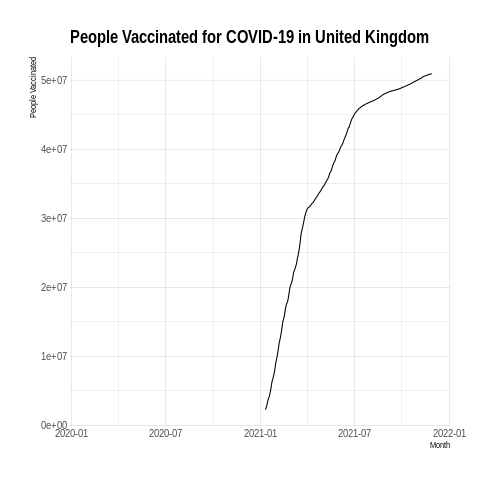 People Vaccinated for COVID-19 in United Kingdom
People Vaccinated
5e+07
4e+07
3e+07
2e+07
1e+07
0e+00
2020-01 2020-07 2021-01 2021-07 2022-01
Month